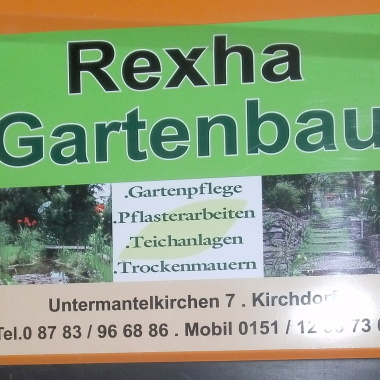 Rexha
Gartenbau
.Gartenpflege
.Pflasterarbeiten
.Teichanlagen
.Trockenmauern
Untermantelkirchen 7 . Kirchdorf
Tel.0 87 83 / 96 68 86 . Mobil 0151 / 12